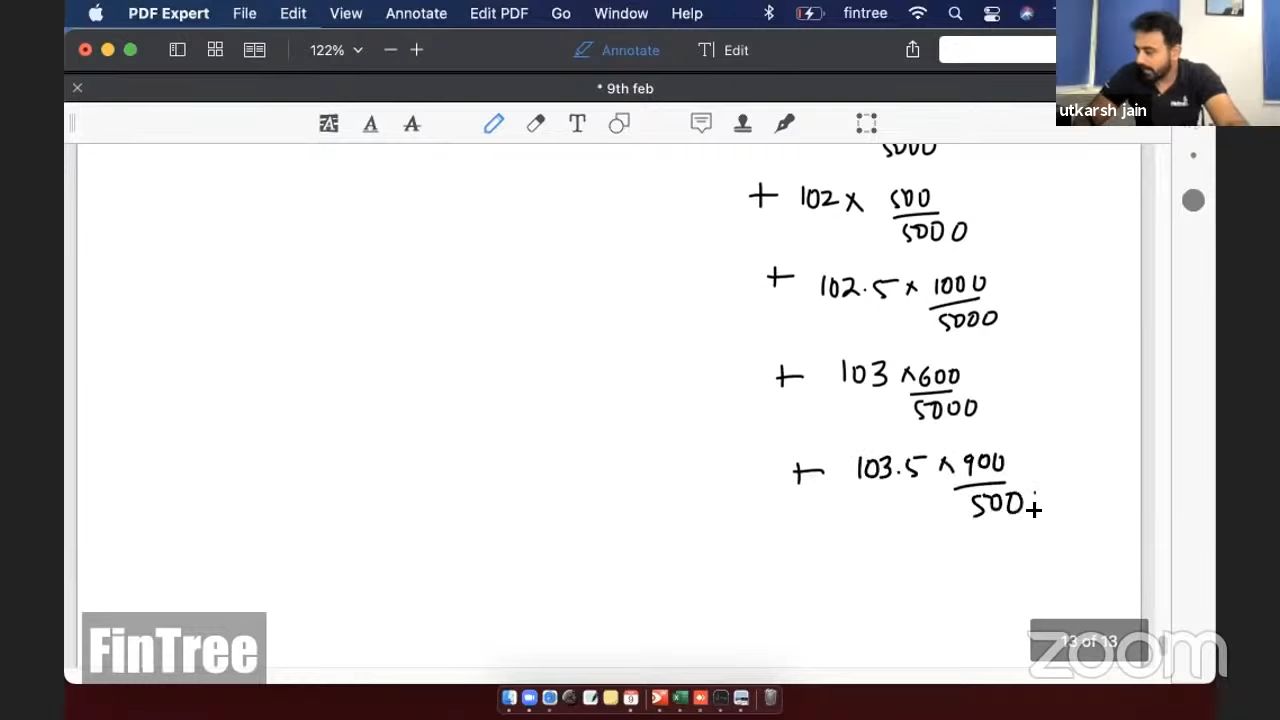 PDF Expert File Edit View Annotate Edit PDF Go Window Help fintree
122% Annotate T Edit
* 9th feb
utkarsh jain
5000
+ 102 × 500
5000
+ 102.5 × 1000
5000
+ 103 × 600
5000
+ 103.5 × 900
500
FinTree
13 of 13
zoom